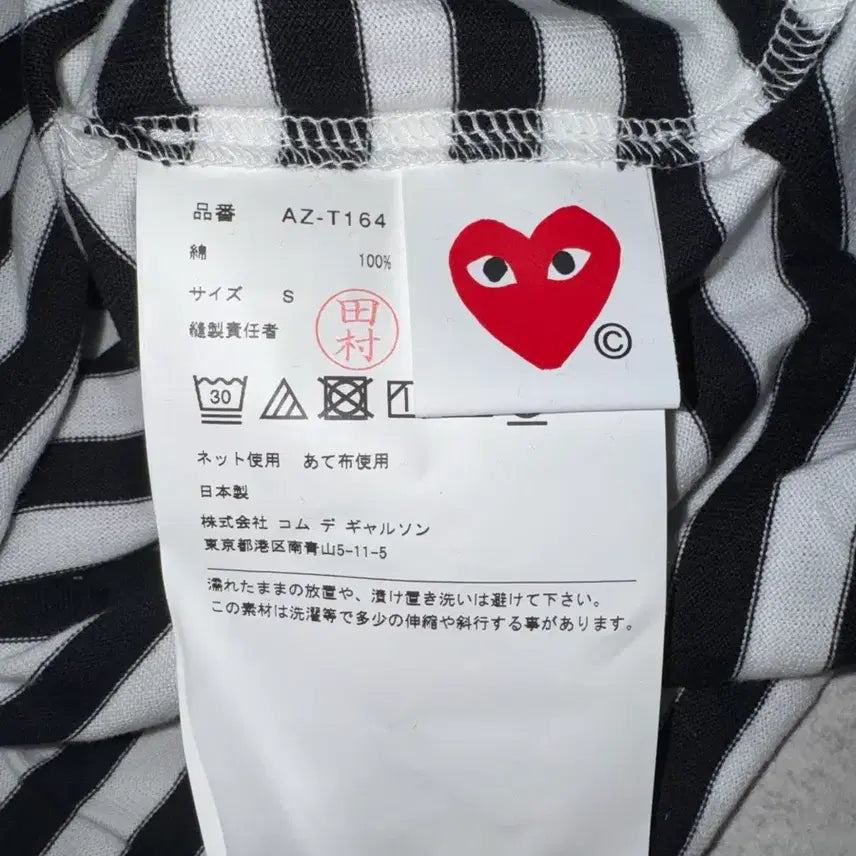 品番 AZ-T164
綿 100%
サイズ S
縫製責任者 田村
©
30
ネット使用 あて布使用
日本製
株式会社 コム デ ギャルソン
東京都港区南青山5-11-5
濡れたままの放置や、漬け置き洗いは避けて下さい。
この素材は洗濯等で多少の伸縮や斜行する事があります。